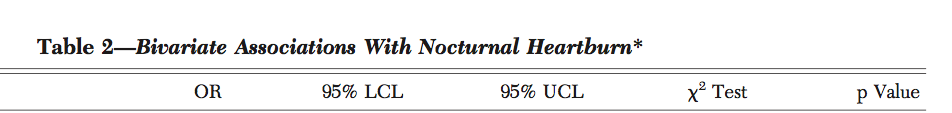 Table 2—Bivariate Associations With Nocturnal Heartburn*
OR 95% LCL 95% UCL χ² Test p Value